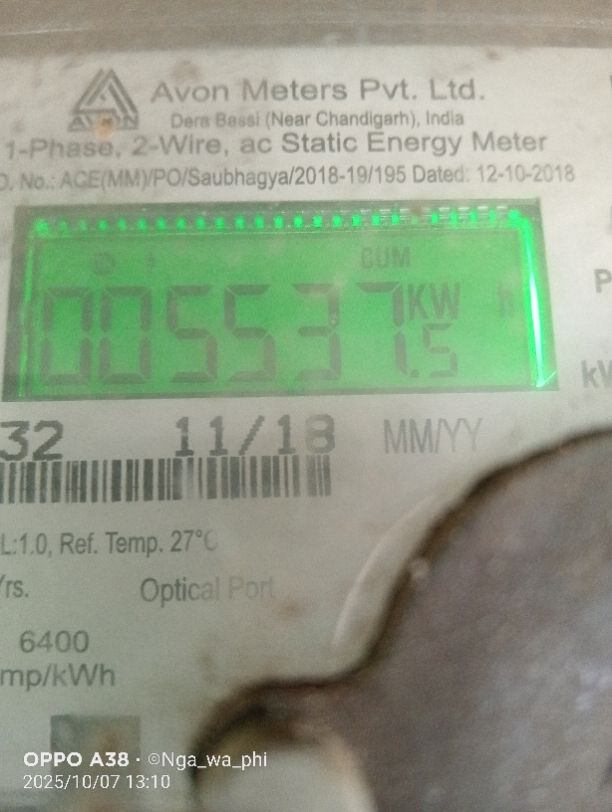 AVON
Avon Meters Pvt. Ltd.
Dera Bassi (Near Chandigarh), India
1-Phase, 2-Wire, ac Static Energy Meter
O. No.: ACE(MM)/PO/Saubhagya/2018-19/195 Dated: 12-10-2018
CUM
005537.5 KW h
32 11/18 MM/YY
L:1.0, Ref. Temp. 27°C
Yrs. Optical Port
6400
mp/kWh
OPPO A38 · ©Nga_wa_phi
2025/10/07 13:10